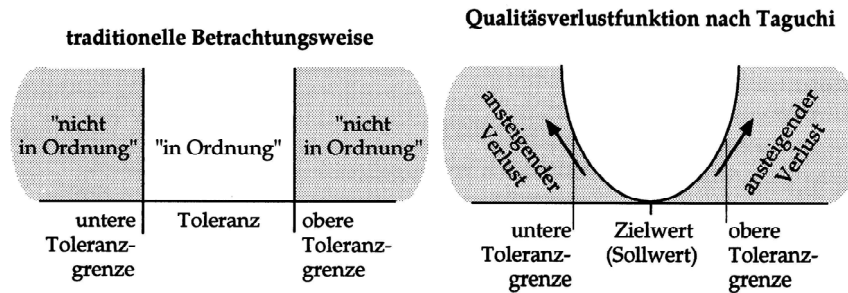 traditionelle Betrachtungsweise
"nicht
in Ordnung"
"in Ordnung"
"nicht
in Ordnung"
untere
Toleranz-
grenze
Toleranz
obere
Toleranz-
grenze
Qualitäsverlustfunktion nach Taguchi
ansteigender
Verlust
ansteigender
Verlust
untere
Toleranz-
grenze
Zielwert
(Sollwert)
obere
Toleranz-
grenze